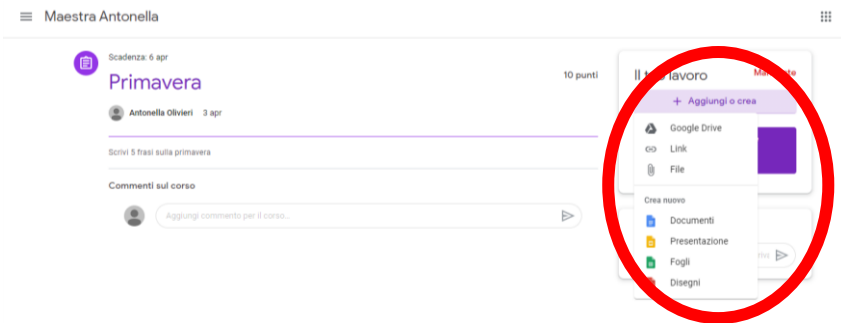 Maestra Antonella
Scadenza: 6 apr
Primavera
10 punti
Antonella Olivieri 3 apr
Scrivi 5 frasi sulla primavera
Commenti sul corso
Aggiungi commento per il corso...
Il lavoro
+ Aggiungi o crea
Google Drive
Link
File
Crea nuovo
Documenti
Presentazione
Fogli
Disegni